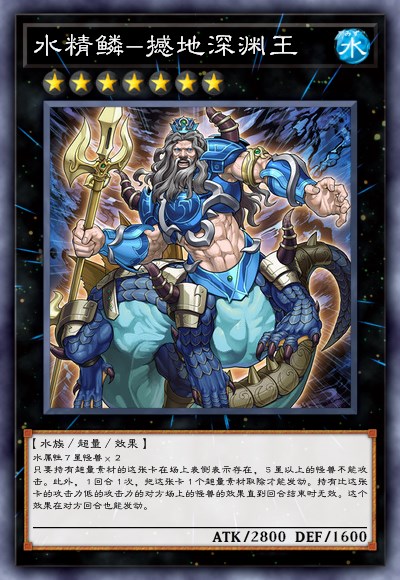 水精鳞-撼地深渊王
水
【水族/超量/效果】
水属性7星怪兽×2
只要持有超量素材的这张卡在场上表侧表示存在，5星以上的怪兽不能攻
击。此外，1回合1次，把这张卡1个超量素材取除才能发动。持有比这张
卡的攻击力低的攻击力的对方场上的怪兽的效果直到回合结束时无效。这个
效果在对方回合也能发动。
ATK/2800 DEF/1600